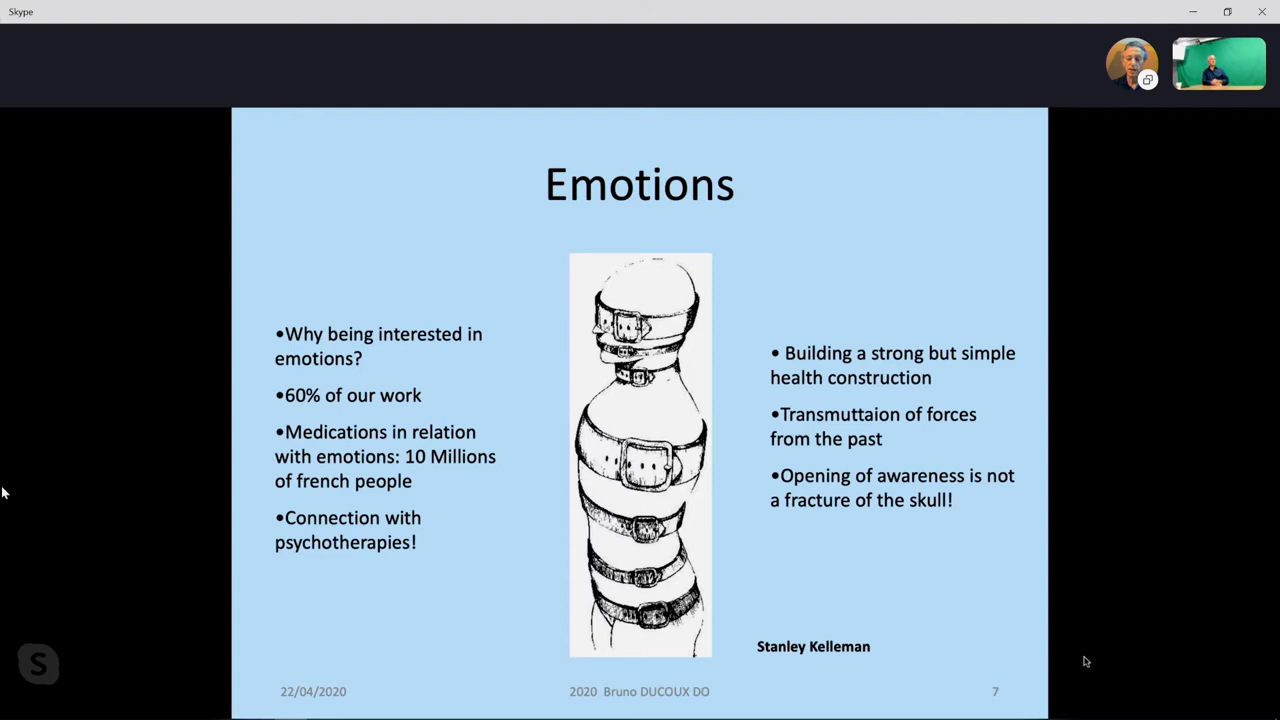 Skype
Emotions
•Why being interested in
emotions?
•60% of our work
•Medications in relation
with emotions: 10 Millions
of french people
•Connection with
psychotherapies!
• Building a strong but simple
health construction
•Transmuttaion of forces
from the past
•Opening of awareness is not
a fracture of the skull!
Stanley Kelleman
22/04/2020
2020 Bruno DUCOUX DO
7
S